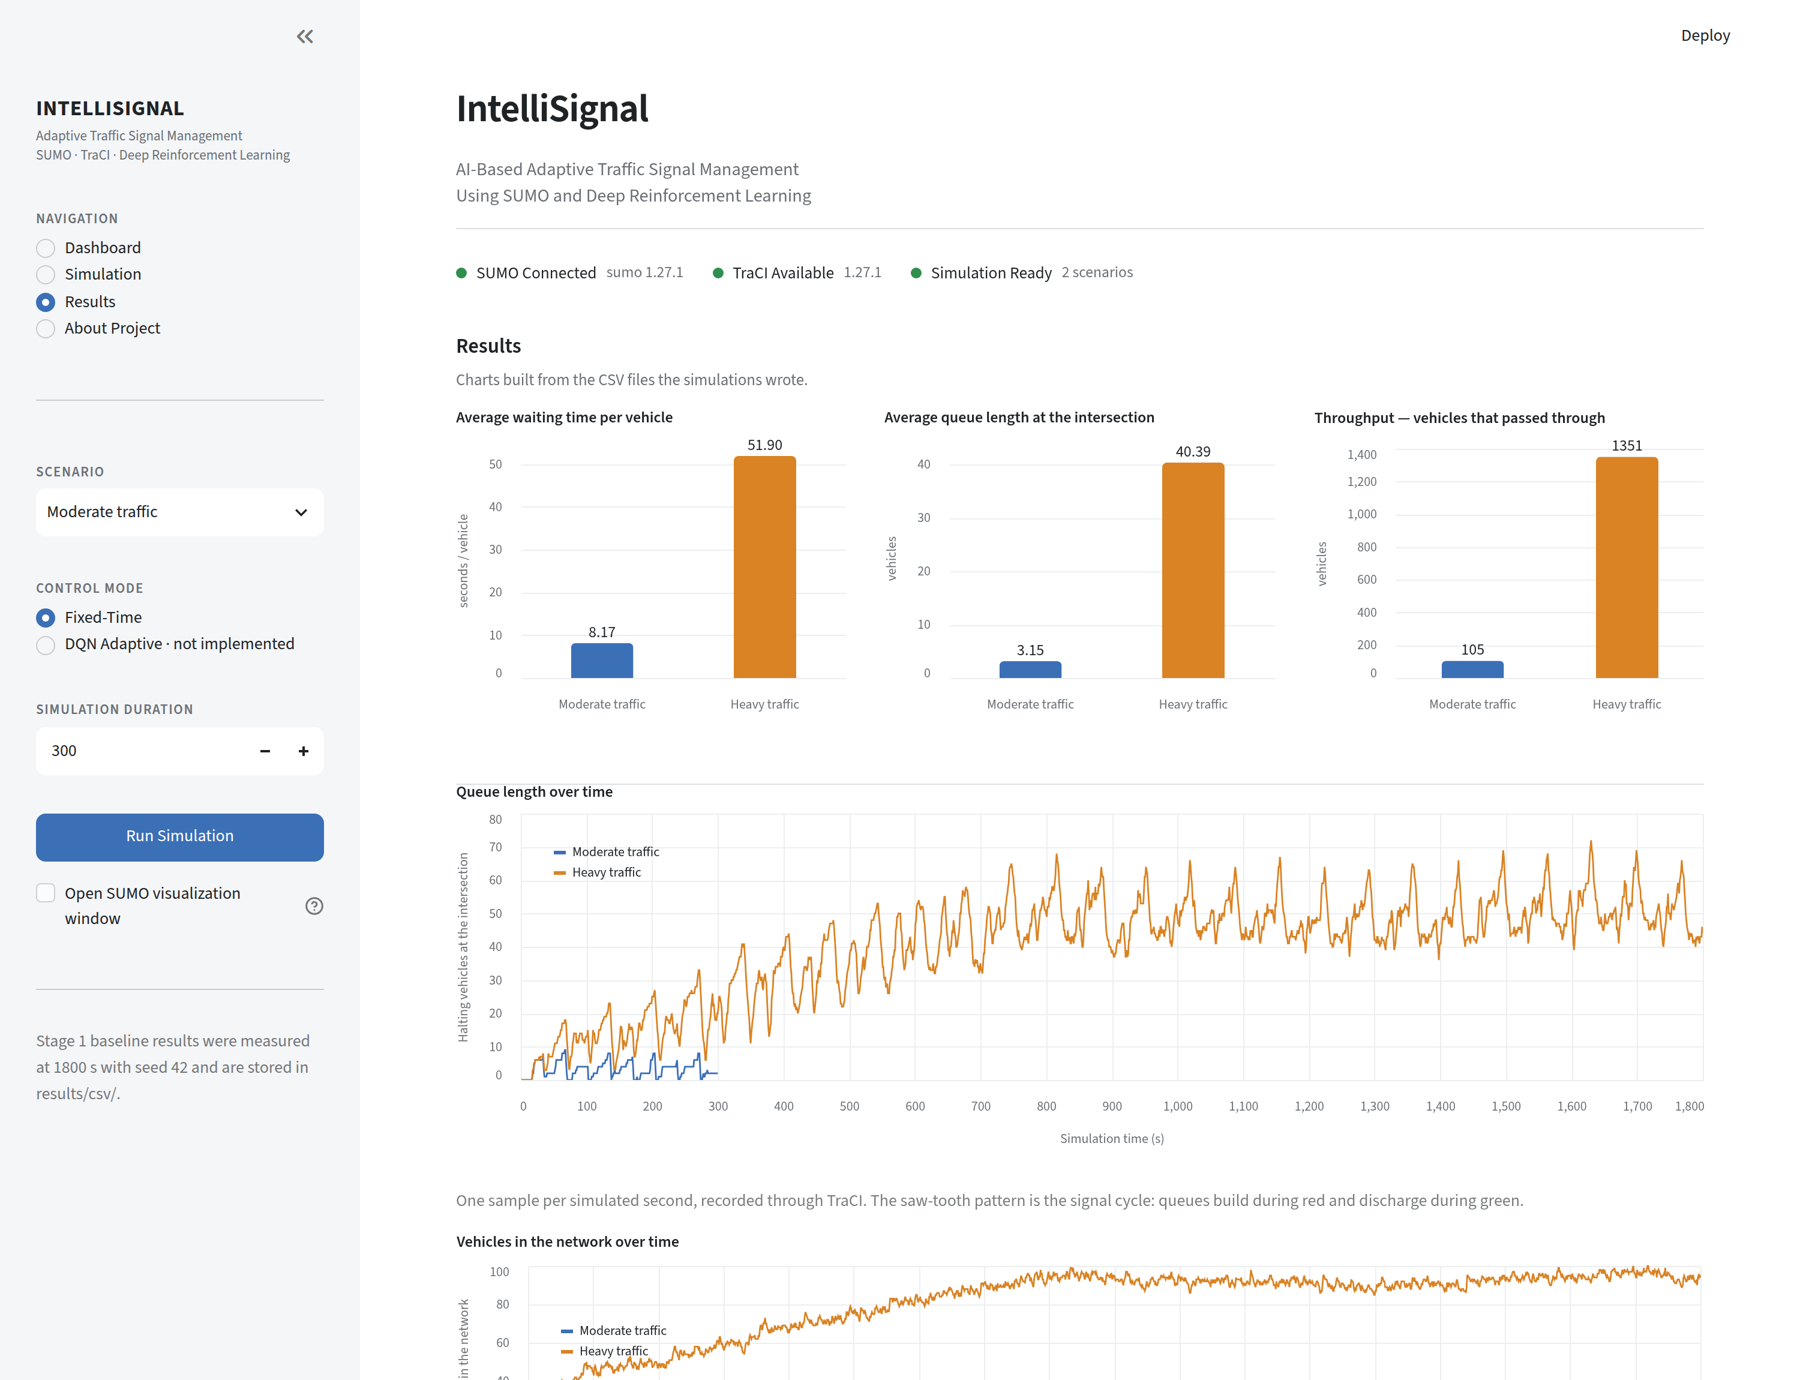 INTELLISIGNAL
Adaptive Traffic Signal Management
SUMO · TraCI · Deep Reinforcement Learning
NAVIGATION
Dashboard
Simulation
Results
About Project
SCENARIO
Moderate traffic
CONTROL MODE
Fixed-Time
DQN Adaptive · not implemented
SIMULATION DURATION
300
Run Simulation
Open SUMO visualization
window
Stage 1 baseline results were measured
at 1800 s with seed 42 and are stored in
results/csv/.
Deploy
IntelliSignal
AI-Based Adaptive Traffic Signal Management
Using SUMO and Deep Reinforcement Learning
SUMO Connected sumo 1.27.1 TraCI Available 1.27.1 Simulation Ready 2 scenarios
Results
Charts built from the CSV files the simulations wrote.
Average waiting time per vehicle
seconds / vehicle
50
40
30
20
10
0
8.17
51.90
Moderate traffic Heavy traffic
Average queue length at the intersection
vehicles
40
30
20
10
0
3.15
40.39
Moderate traffic Heavy traffic
Throughput — vehicles that passed through
vehicles
1,400
1,200
1,000
800
600
400
200
0
105
1351
Moderate traffic Heavy traffic
Queue length over time
Halting vehicles at the intersection
80
70
60
50
40
30
20
10
0
Moderate traffic
Heavy traffic
0 100 200 300 400 500 600 700 800 900 1,000 1,100 1,200 1,300 1,400 1,500 1,600 1,700 1,800
Simulation time (s)
One sample per simulated second, recorded through TraCI. The saw-tooth pattern is the signal cycle: queues build during red and discharge during green.
Vehicles in the network over time
in the network
100
80
60
40
Moderate traffic
Heavy traffic